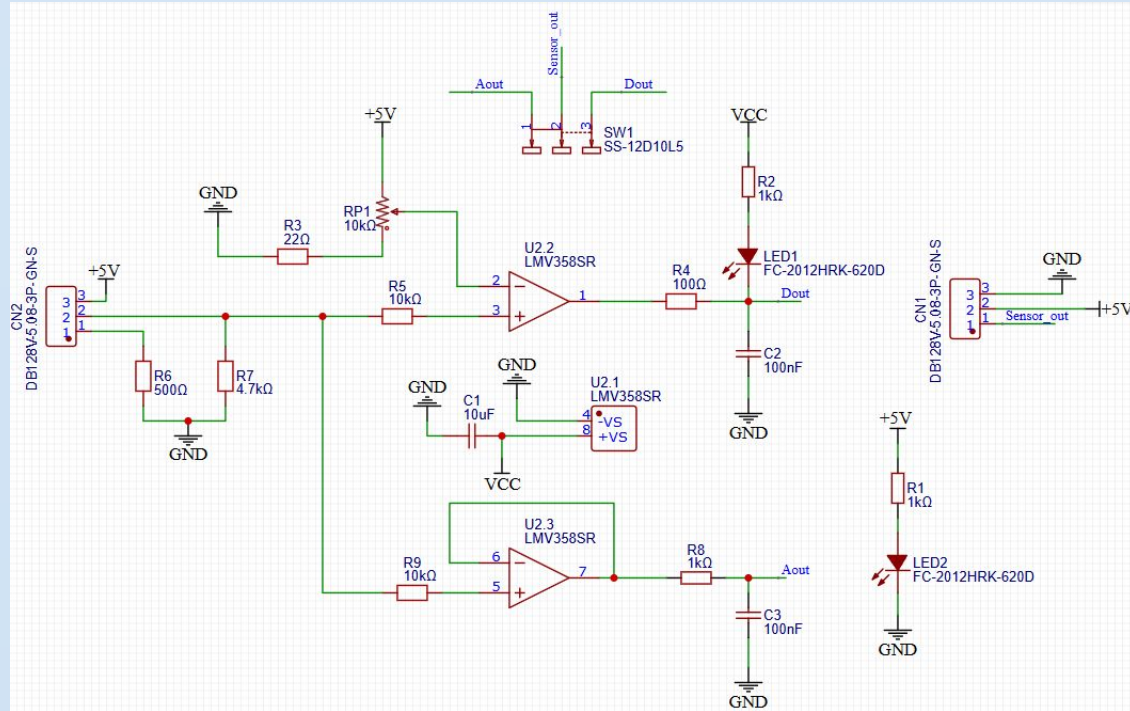 Sensor_out
Aout
Dout
1
2
3
SW1
SS-12D10L5
+5V
VCC
GND
R3
22Ω
RP1
10kΩ
R2
1kΩ
LED1
FC-2012HRK-620D
U2.2
LMV358SR
2
3
1
R5
10kΩ
R4
100Ω
Dout
C2
100nF
GND
CN2
DB128V-5.08-3P-GN-S
+5V
3
2
1
3
2
1
R6
500Ω
R7
4.7kΩ
GND
CN1
DB128V-5.08-3P-GN-S
3
2
1
3
2
1
GND
+5V
Sensor_out
GND
C1
10uF
VCC
GND
U2.1
LMV358SR
4
-VS
8
+VS
+5V
R1
1kΩ
LED2
FC-2012HRK-620D
GND
U2.3
LMV358SR
6
5
7
R9
10kΩ
R8
1kΩ
Aout
C3
100nF
GND